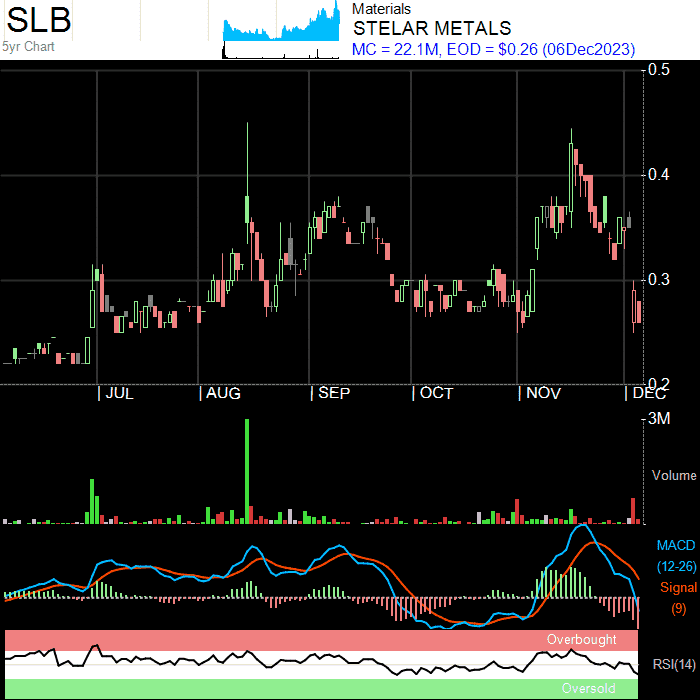 SLB
5yr Chart
Materials
STELAR METALS
MC = 22.1M, EOD = $0.26 (06Dec2023)
0.5
0.4
0.3
0.2
JUL
AUG
SEP
OCT
NOV
DEC
3M
Volume
MACD
(12-26)
Signal
(9)
Overbought
RSI(14)
Oversold